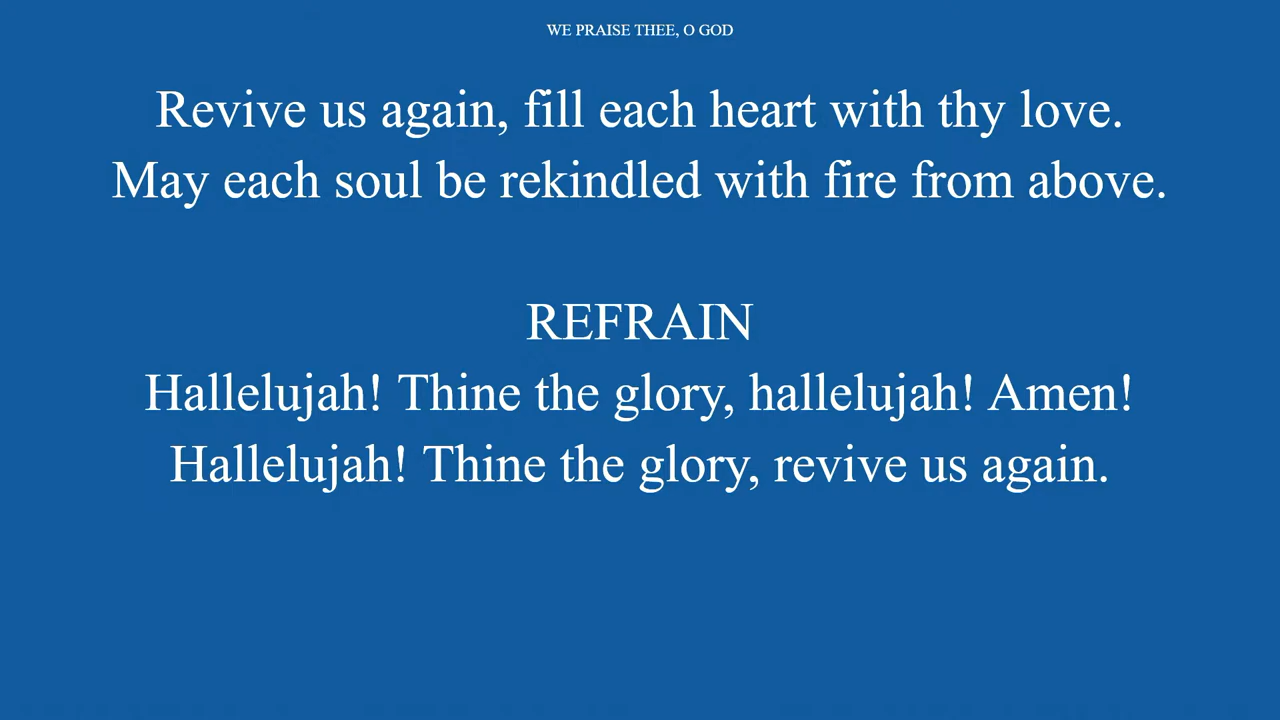 WE PRAISE THEE, O GOD
Revive us again, fill each heart with thy love.
May each soul be rekindled with fire from above.
REFRAIN
Hallelujah! Thine the glory, hallelujah! Amen!
Hallelujah! Thine the glory, revive us again.